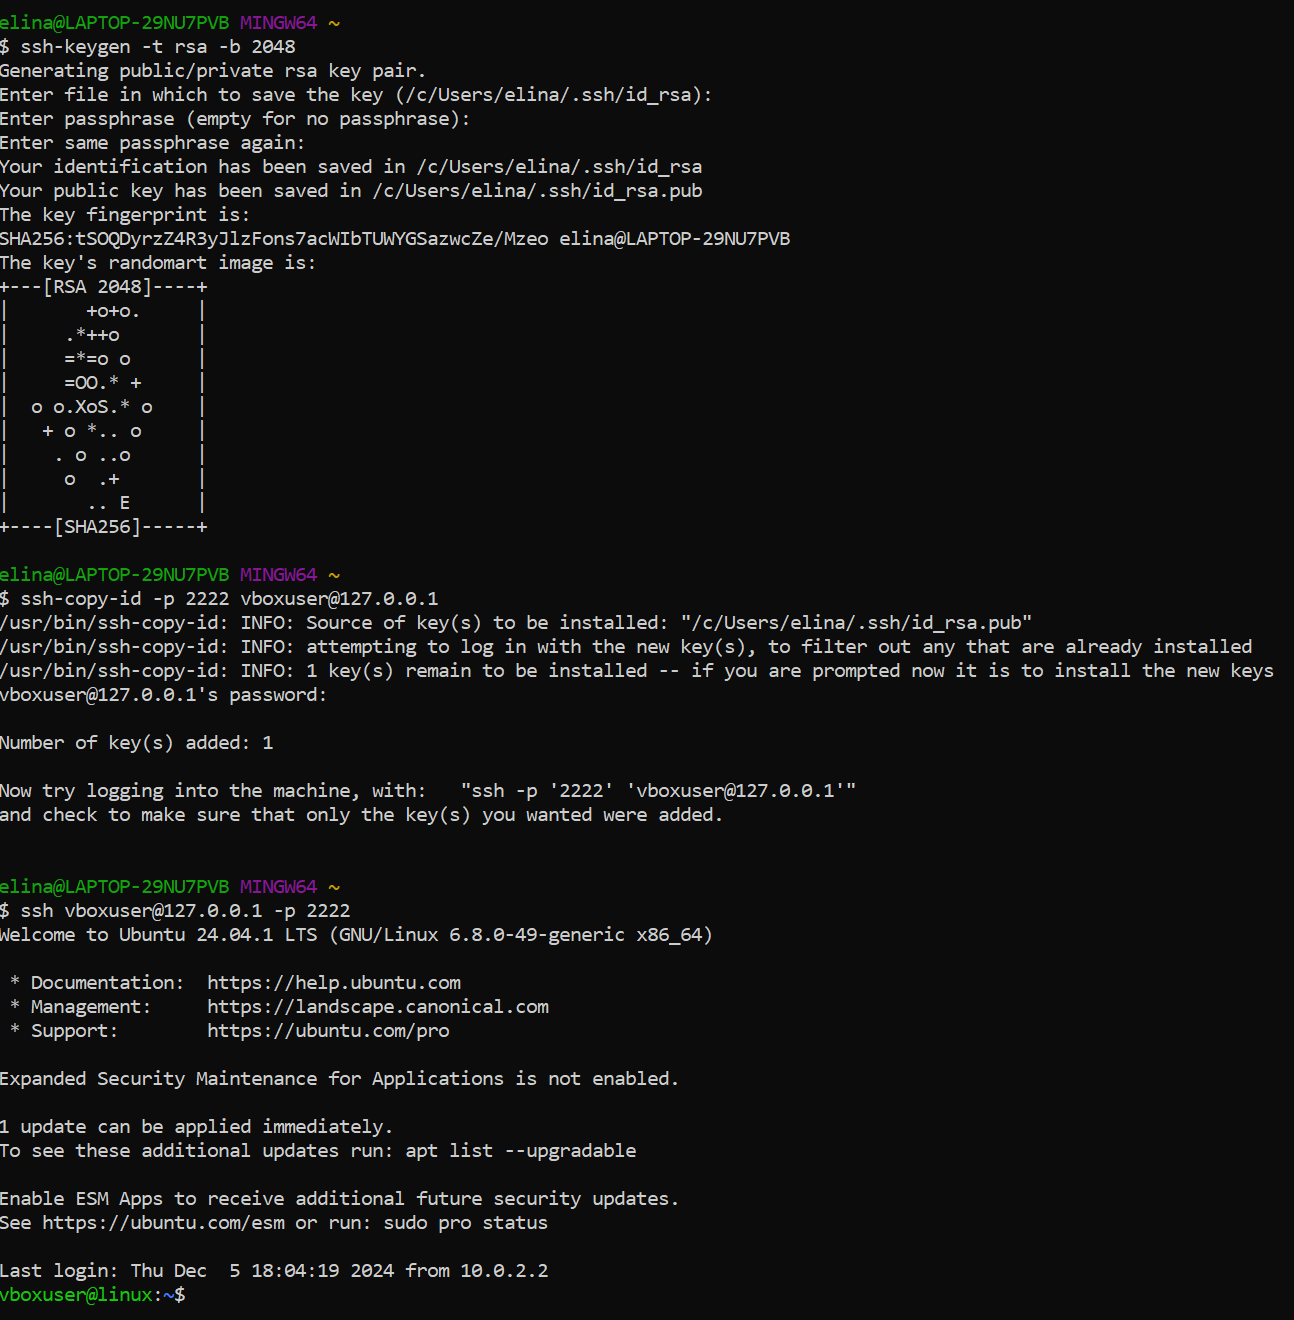 elina@LAPTOP-29NU7PVB MINGW64 ~
$ ssh-keygen -t rsa -b 2048
Generating public/private rsa key pair.
Enter file in which to save the key (/c/Users/elina/.ssh/id_rsa):
Enter passphrase (empty for no passphrase):
Enter same passphrase again:
Your identification has been saved in /c/Users/elina/.ssh/id_rsa
Your public key has been saved in /c/Users/elina/.ssh/id_rsa.pub
The key fingerprint is:
SHA256:tSOQDyrzZ4R3yJlzFons7acWIbTUWYGSazwcZe/Mzeo elina@LAPTOP-29NU7PVB
The key's randomart image is:
+---[RSA 2048]----+
|       +o+o.     |
|     .*++o       |
|     =*=o o      |
|     =OO.* +     |
|  o o.XoS.* o    |
|   + o *.. o     |
|    . o ..o      |
|     o  .+       |
|       .. E      |
+----[SHA256]-----+
elina@LAPTOP-29NU7PVB MINGW64 ~
$ ssh-copy-id -p 2222 vboxuser@127.0.0.1
/usr/bin/ssh-copy-id: INFO: Source of key(s) to be installed: "/c/Users/elina/.ssh/id_rsa.pub"
/usr/bin/ssh-copy-id: INFO: attempting to log in with the new key(s), to filter out any that are already installed
/usr/bin/ssh-copy-id: INFO: 1 key(s) remain to be installed -- if you are prompted now it is to install the new keys
vboxuser@127.0.0.1's password:
Number of key(s) added: 1
Now try logging into the machine, with:   "ssh -p '2222' 'vboxuser@127.0.0.1'"
and check to make sure that only the key(s) you wanted were added.
elina@LAPTOP-29NU7PVB MINGW64 ~
$ ssh vboxuser@127.0.0.1 -p 2222
Welcome to Ubuntu 24.04.1 LTS (GNU/Linux 6.8.0-49-generic x86_64)
 * Documentation:  https://help.ubuntu.com
 * Management:     https://landscape.canonical.com
 * Support:        https://ubuntu.com/pro
Expanded Security Maintenance for Applications is not enabled.
1 update can be applied immediately.
To see these additional updates run: apt list --upgradable
Enable ESM Apps to receive additional future security updates.
See https://ubuntu.com/esm or run: sudo pro status
Last login: Thu Dec  5 18:04:19 2024 from 10.0.2.2
vboxuser@linux:~$